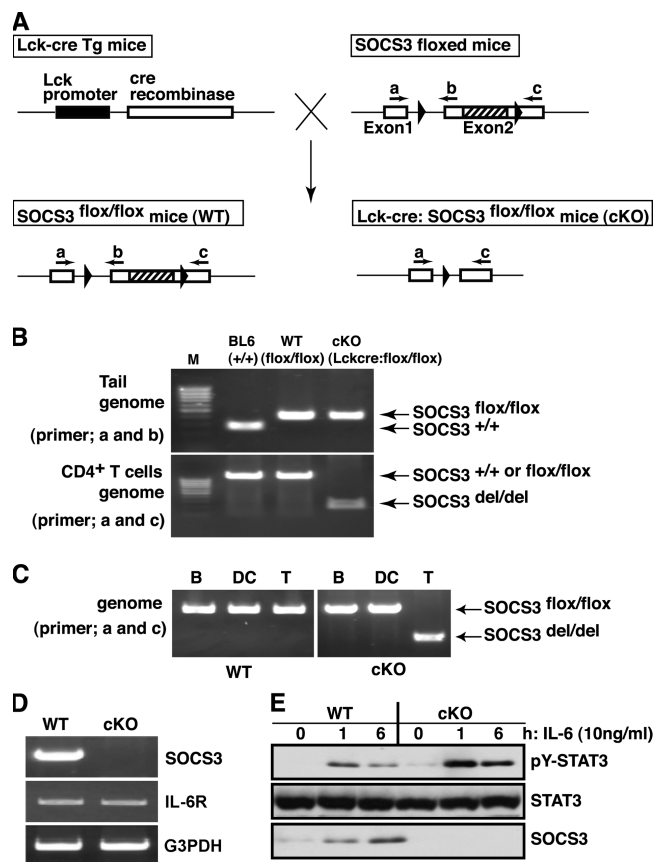 A
Lck-cre Tg mice
SOCS3 floxed mice
Lck promoter
cre recombinase
a b c
Exon1 Exon2
SOCS3 flox/flox mice (WT)
Lck-cre: SOCS3 flox/flox mice (cKO)
a b c
a c
B
M
BL6 (+/+)
WT (flox/flox)
cKO (Lckcre:flox/flox)
Tail genome
(primer; a and b)
SOCS3 flox/flox
SOCS3 +/+
CD4+ T cells genome
(primer; a and c)
SOCS3 +/+ or flox/flox
SOCS3 del/del
C
B DC T B DC T
genome
(primer; a and c)
SOCS3 flox/flox
SOCS3 del/del
WT cKO
D
WT cKO
SOCS3
IL-6R
G3PDH
E
WT cKO
0 1 6 0 1 6 h: IL-6 (10ng/ml)
pY-STAT3
STAT3
SOCS3